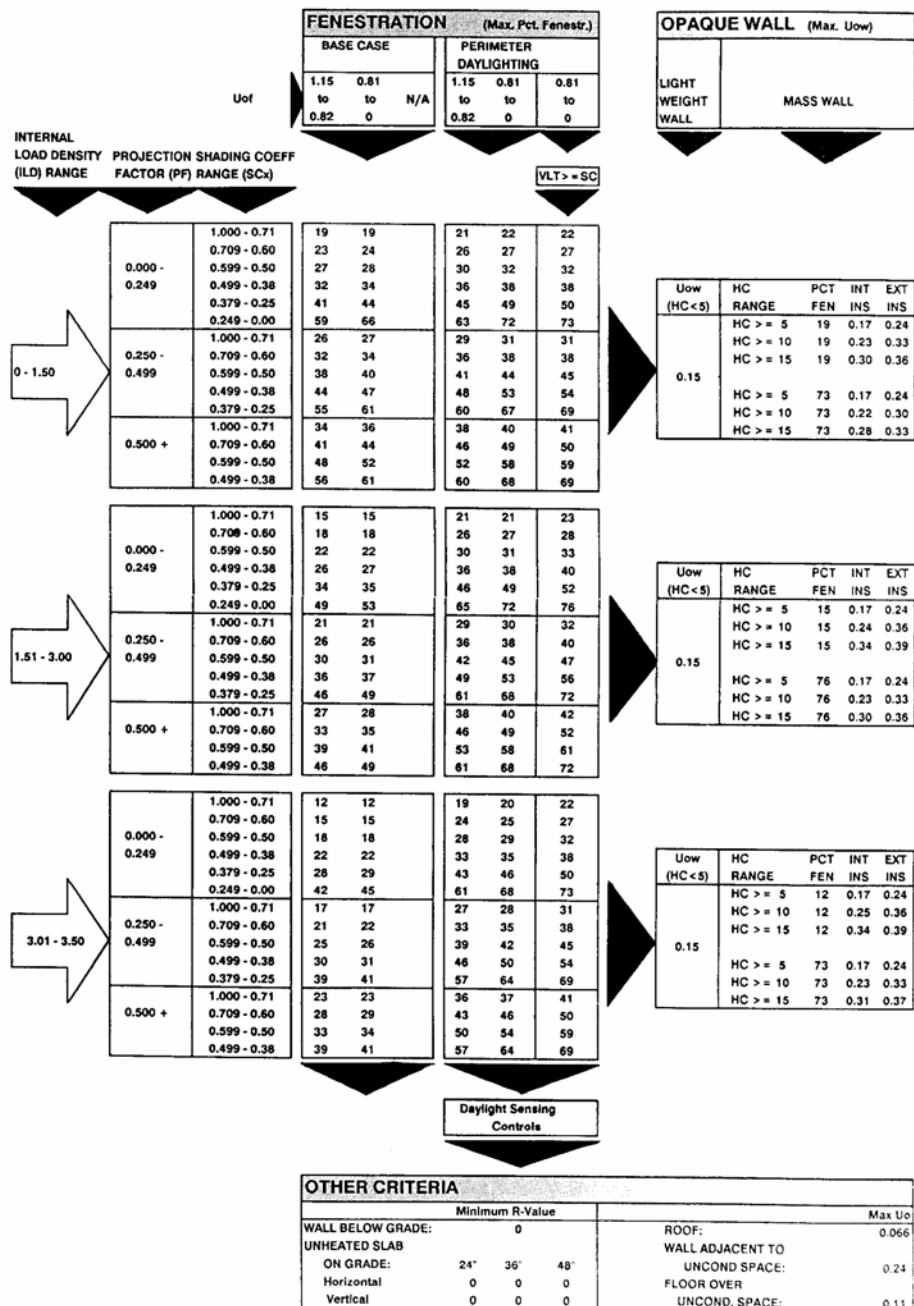 FENESTRATION (Max. Pct. Fenestr.)
OPAQUE WALL (Max. Uow)
BASE CASE
PERIMETER DAYLIGHTING
Uof
1.15 0.81 1.15 0.81 0.81
to to N/A to to to
0.82 0 0.82 0 0
LIGHT WEIGHT WALL
MASS WALL
INTERNAL LOAD DENSITY (ILD) RANGE
PROJECTION FACTOR (PF)
SHADING COEFF RANGE (SCx)
VLT> = SC
0 - 1.50
0.000 - 0.249
1.000 - 0.71 19 19 21 22 22
0.709 - 0.60 23 24 26 27 27
0.599 - 0.50 27 28 30 32 32
0.499 - 0.38 32 34 36 38 38
0.379 - 0.25 41 44 45 49 50
0.249 - 0.00 59 66 63 72 73
0.250 - 0.499
1.000 - 0.71 26 27 29 31 31
0.709 - 0.60 32 34 36 38 38
0.599 - 0.50 38 40 41 44 45
0.499 - 0.38 44 47 48 53 54
0.379 - 0.25 55 61 60 67 69
0.500 +
1.000 - 0.71 34 36 38 40 41
0.709 - 0.60 41 44 46 49 50
0.599 - 0.50 48 52 52 58 59
0.499 - 0.38 56 61 60 68 69
Uow HC PCT INT EXT
(HC<5) RANGE FEN INS INS
HC > = 5 19 0.17 0.24
HC > = 10 19 0.23 0.33
HC > = 15 19 0.30 0.36
0.15
HC > = 5 73 0.17 0.24
HC > = 10 73 0.22 0.30
HC > = 15 73 0.28 0.33
1.51 - 3.00
0.000 - 0.249
1.000 - 0.71 15 15 21 21 23
0.709 - 0.60 18 18 26 27 28
0.599 - 0.50 22 22 30 31 33
0.499 - 0.38 26 27 36 38 40
0.379 - 0.25 34 35 46 49 52
0.249 - 0.00 49 53 65 72 76
0.250 - 0.499
1.000 - 0.71 21 21 29 30 32
0.709 - 0.60 26 26 36 38 40
0.599 - 0.50 30 31 42 45 47
0.499 - 0.38 36 37 49 53 56
0.379 - 0.25 46 49 61 68 72
0.500 +
1.000 - 0.71 27 28 38 40 42
0.709 - 0.60 33 35 46 49 52
0.599 - 0.50 39 41 53 58 61
0.499 - 0.38 46 49 61 68 72
Uow HC PCT INT EXT
(HC<5) RANGE FEN INS INS
HC > = 5 15 0.17 0.24
HC > = 10 15 0.24 0.36
HC > = 15 15 0.34 0.39
0.15
HC > = 5 76 0.17 0.24
HC > = 10 76 0.23 0.33
HC > = 15 76 0.30 0.36
3.01 - 3.50
0.000 - 0.249
1.000 - 0.71 12 12 19 20 22
0.709 - 0.60 15 15 24 25 27
0.599 - 0.50 18 18 28 29 32
0.499 - 0.38 22 22 33 35 38
0.379 - 0.25 28 29 43 46 50
0.249 - 0.00 42 45 61 68 73
0.250 - 0.499
1.000 - 0.71 17 17 27 28 31
0.709 - 0.60 21 22 33 35 38
0.599 - 0.50 25 26 39 42 45
0.499 - 0.38 30 31 46 50 54
0.379 - 0.25 39 41 57 64 69
0.500 +
1.000 - 0.71 23 23 36 37 41
0.709 - 0.60 28 29 43 46 50
0.599 - 0.50 33 34 50 54 59
0.499 - 0.38 39 41 57 64 69
Uow HC PCT INT EXT
(HC<5) RANGE FEN INS INS
HC > = 5 12 0.17 0.24
HC > = 10 12 0.25 0.36
HC > = 15 12 0.34 0.39
0.15
HC > = 5 73 0.17 0.24
HC > = 10 73 0.23 0.33
HC > = 15 73 0.31 0.37
Daylight Sensing Controls
OTHER CRITERIA
Minimum R-Value Max Uo
WALL BELOW GRADE: 0 ROOF: 0.066
UNHEATED SLAB WALL ADJACENT TO
ON GRADE: 24" 36" 48" UNCOND SPACE: 0.24
Horizontal 0 0 0 FLOOR OVER
Vertical 0 0 0 UNCOND. SPACE: 0.11